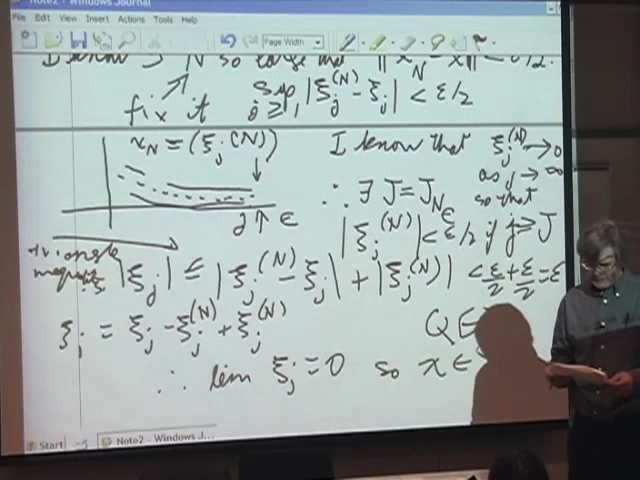 Note2 - Windows Journal
File Edit View Insert Actions Tools Help
Page Width
N so large that ‖x_N - x‖ < ε/2.
fix it sup_{j≥1} |ξ_j^{(N)} - ξ_j| < ε/2
x_N = (ξ_j^{(N)}) I know that ξ_j^{(N)} → 0
as j → ∞
∴ ∃ J = J_{N_ε} so that
2↑ε |ξ_j^{(N)}| < ε/2 if j ≥ J
triangle
|ξ_j| ≤ |ξ_j^{(N)} - ξ_j| + |ξ_j^{(N)}| < ε/2 + ε/2 = ε
ξ_j = ξ_j - ξ_j^{(N)} + ξ_j^{(N)}
∴ lim ξ_j = 0 so x ∈
Start Note2 - Windows J...